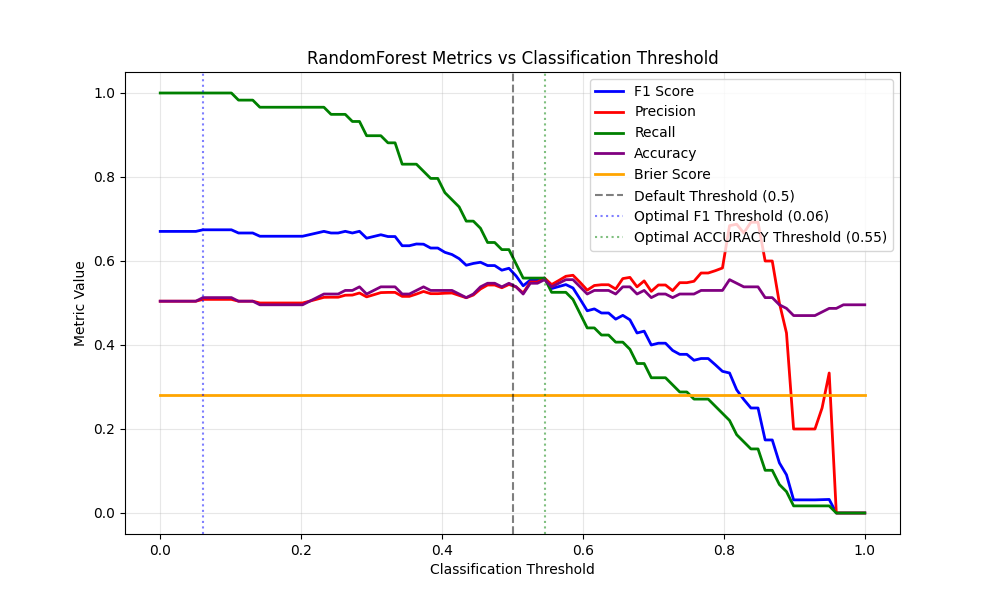 RandomForest Metrics vs Classification Threshold
Metric Value
1.0
0.8
0.6
0.4
0.2
0.0
F1 Score
Precision
Recall
Accuracy
Brier Score
Default Threshold (0.5)
Optimal F1 Threshold (0.06)
Optimal ACCURACY Threshold (0.55)
0.0 0.2 0.4 0.6 0.8 1.0
Classification Threshold